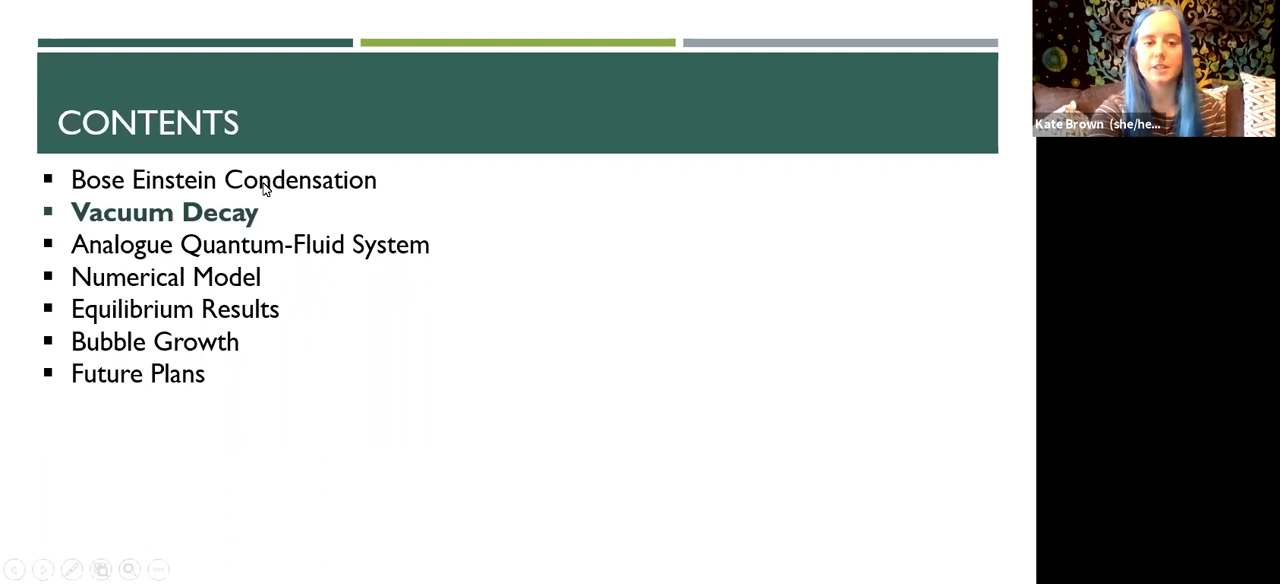 CONTENTS
Bose Einstein Condensation
Vacuum Decay
Analogue Quantum-Fluid System
Numerical Model
Equilibrium Results
Bubble Growth
Future Plans
Kate Brown (she/he...